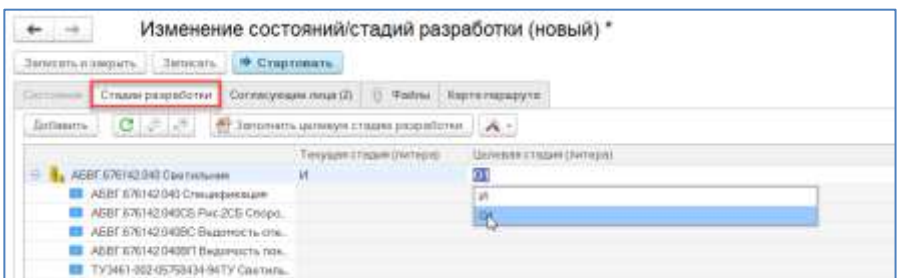 Изменение состояний/стадий разработки (новый) *
Записать и закрыть Записать Стартовать
Состояния Стадии разработки Согласующие лица (2) Файлы Карта маршрута
Добавить Заполнить целевую стадию разработки
Текущая стадия (литера) Целевая стадия (литера)
АБВГ.676142.040 Светильник И О1
АБВГ.676142.040 Спецификация И
АБВГ.676142.040СБ Рис.2СБ Сборо..
АБВГ.676142.040ВС Ведомость спе..
АБВГ.676142.040ВП Ведомость пок..
ТУ3461-002-05758434-94ТУ Светиль..